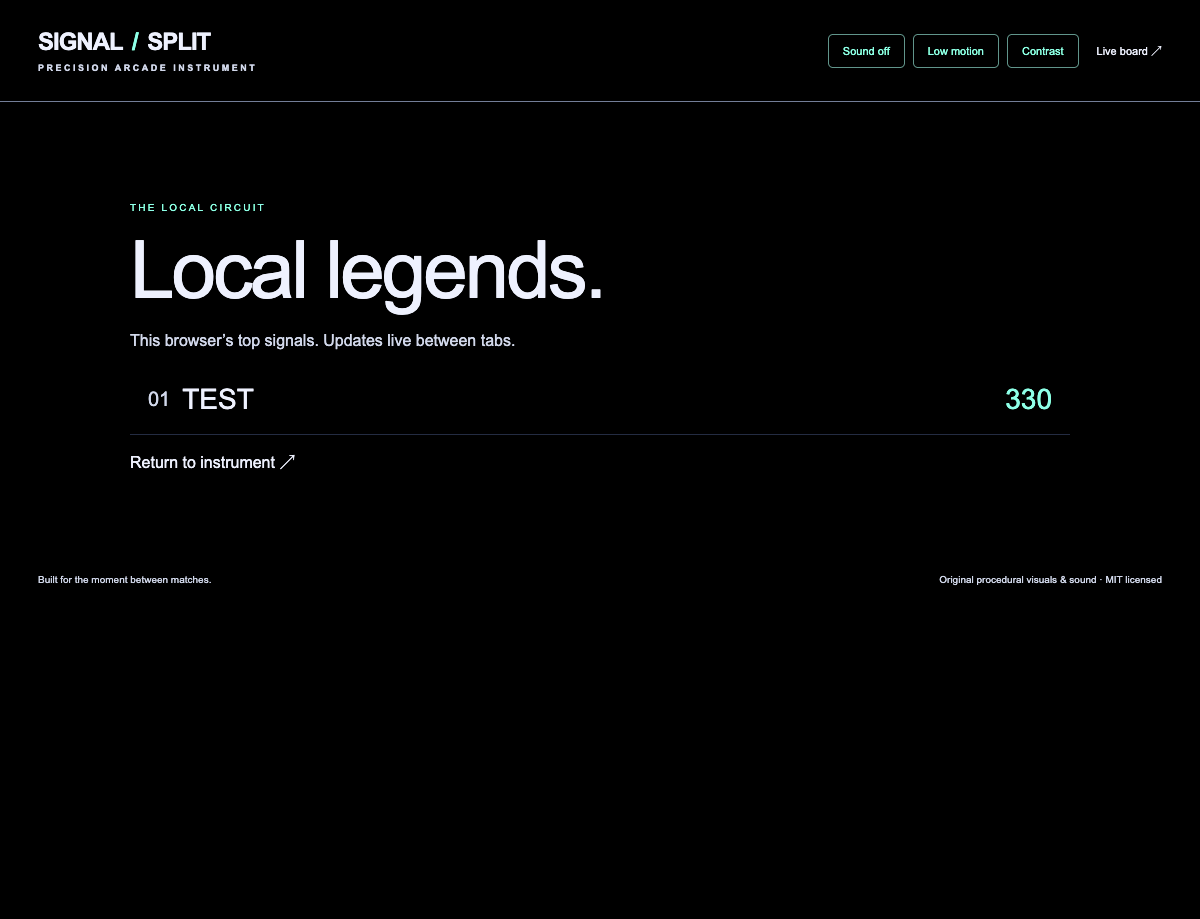 SIGNAL / SPLIT
PRECISION ARCADE INSTRUMENT
Sound off
Low motion
Contrast
Live board ↗
THE LOCAL CIRCUIT
Local legends.
This browser’s top signals. Updates live between tabs.
01 TEST 330
Return to instrument ↗
Built for the moment between matches.
Original procedural visuals & sound · MIT licensed